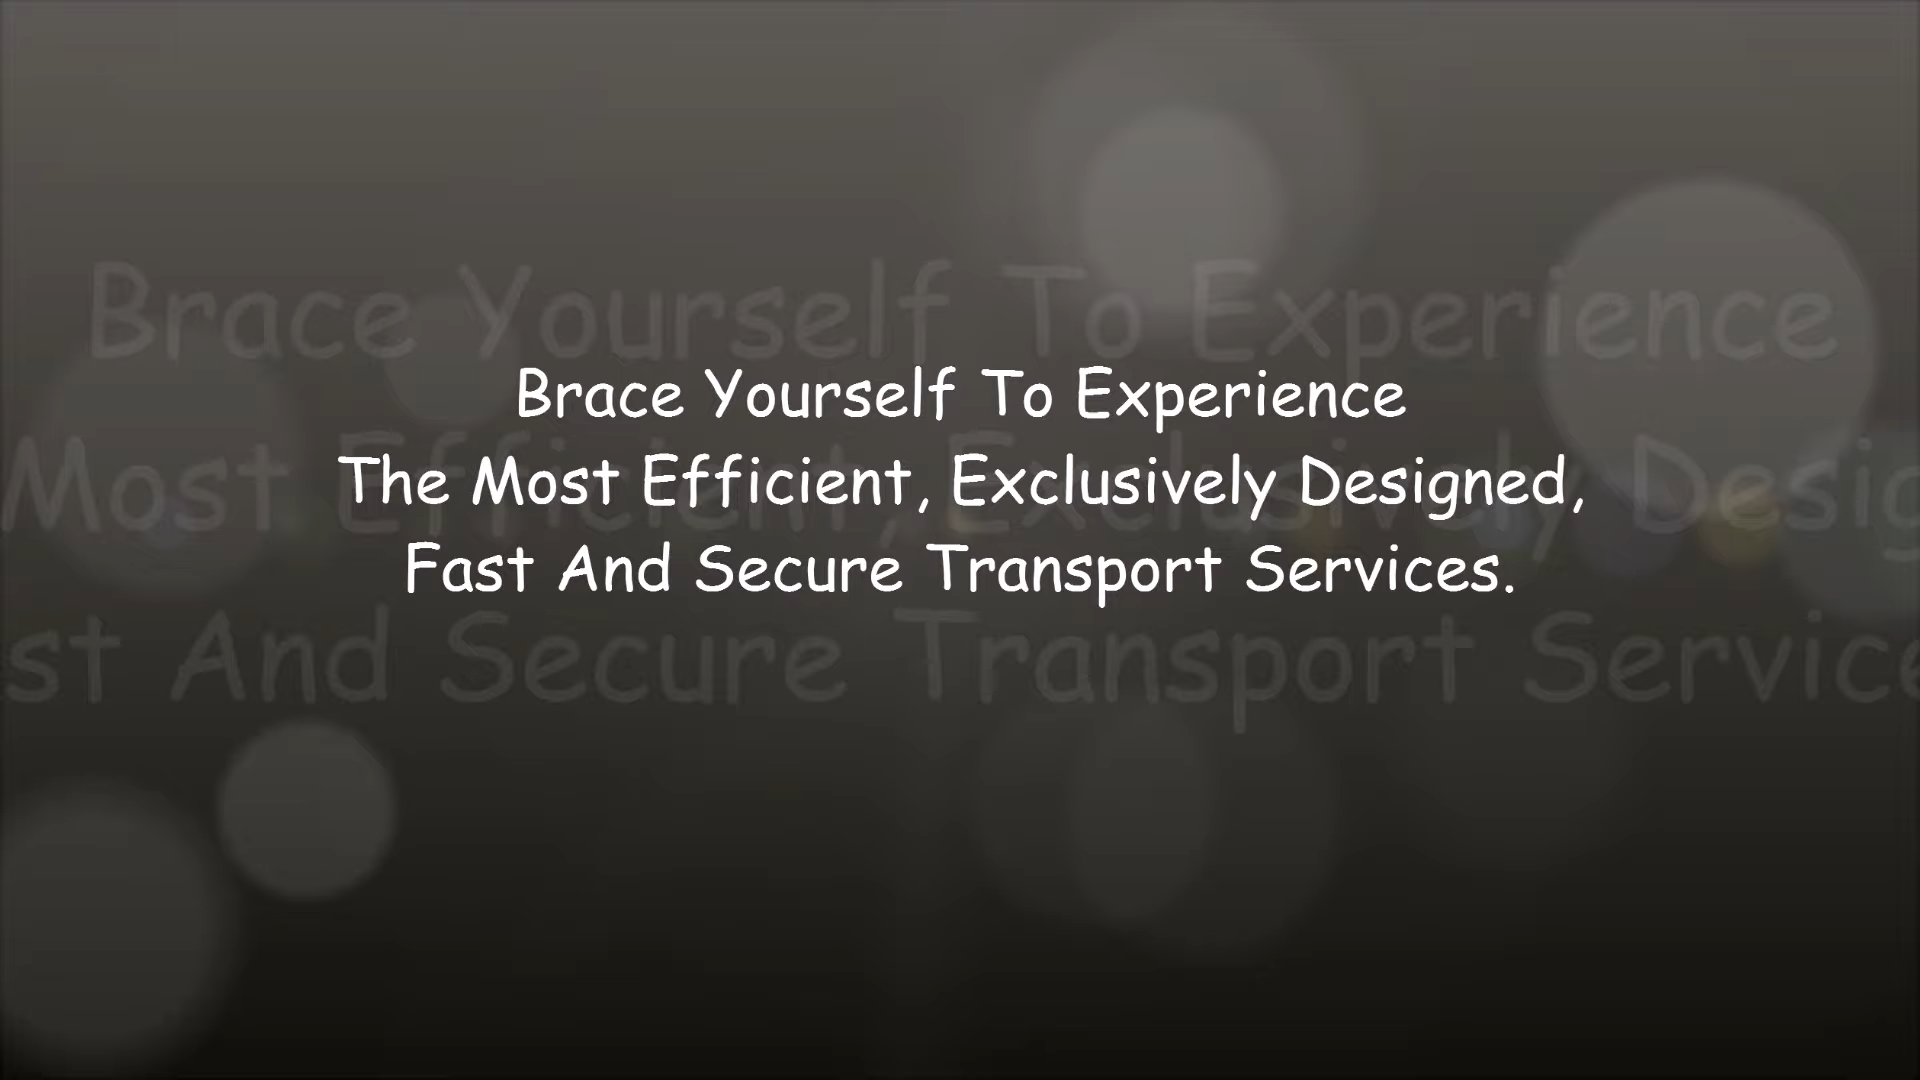 Brace Yourself To Experience
The Most Efficient, Exclusively Designed,
Fast And Secure Transport Services.